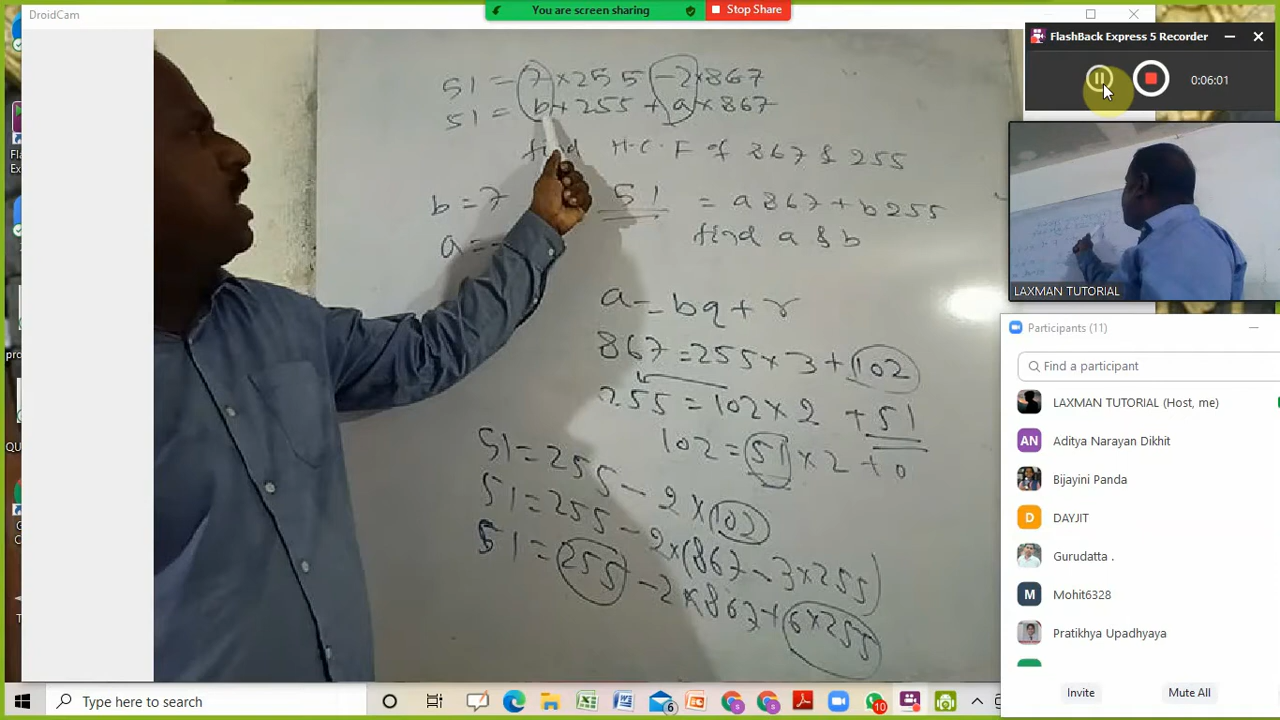 DroidCam
You are screen sharing
Stop Share
FlashBack Express 5 Recorder
0:06:01
51 = 7×255 -2×867
51 = b×255 + a×867
find H.C.F of 867 & 255
b=7 51 = a867+b255
a=- find a & b
a=bq+r
867=255×3+102
255=102×2 +51
102=51×2+0
51=255-2×102
51=255-2×(867-3×255)
51=255-2×867+6×255
LAXMAN TUTORIAL
Participants (11)
Find a participant
LAXMAN TUTORIAL (Host, me)
AN Aditya Narayan Dikhit
Bijayini Panda
D DAYJIT
Gurudatta .
M Mohit6328
Pratikhya Upadhyaya
Invite Mute All
Type here to search
6
10